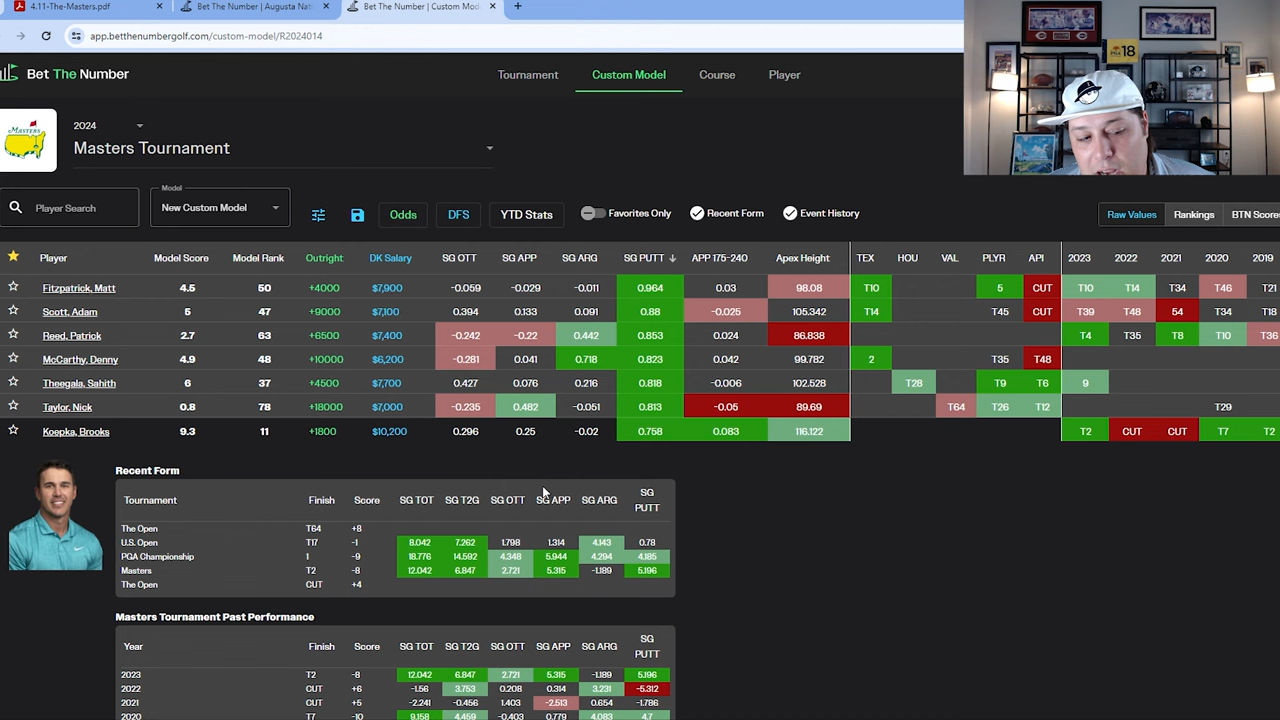 4.11-The-Masters.pdf
Bet The Number | Augusta Nat
Bet The Number | Custom Mode
app.betthenumbergolf.com/custom-model/R2024014
Bet The Number
Tournament Custom Model Course Player
2024
Masters Tournament
Player Search
Model
New Custom Model
Odds DFS YTD Stats Favorites Only Recent Form Event History Raw Values Rankings BTN Score
Player Model Score Model Rank Outright DK Salary SG OTT SG APP SG ARG SG PUTT APP 175-240 Apex Height TEX HOU VAL PLYR API 2023 2022 2021 2020 2019
Fitzpatrick, Matt 4.5 50 +4000 $7,900 -0.059 -0.029 -0.011 0.964 0.03 98.08 T10 5 CUT T10 T14 T34 T46 T21
Scott, Adam 5 47 +9000 $7,100 0.394 0.133 0.091 0.88 -0.025 105.342 T14 T45 CUT T39 T48 54 T34 T18
Reed, Patrick 2.7 63 +6500 $7,400 -0.242 -0.22 0.442 0.853 0.024 86.838 T4 T35 T8 T10 T36
McCarthy, Denny 4.9 48 +10000 $6,200 -0.281 0.041 0.718 0.823 0.042 99.782 2 T35 T48
Theegala, Sahith 6 37 +4500 $7,700 0.427 0.076 0.216 0.818 -0.006 102.528 T28 T9 T6 9
Taylor, Nick 0.8 78 +18000 $7,000 -0.235 0.482 -0.051 0.813 -0.05 89.69 T64 T26 T12 T29
Koepka, Brooks 9.3 11 +1800 $10,200 0.296 0.25 -0.02 0.758 0.083 116.122 T2 CUT CUT T7 T2
Recent Form
Tournament Finish Score SG TOT SG T2G SG OTT SG APP SG ARG SG PUTT
The Open T64 +8
U.S. Open T17 -1 8.042 7.262 1.798 1.314 4.143 0.78
PGA Championship 1 -9 18.776 14.592 4.348 5.944 4.294 4.185
Masters T2 -8 12.042 6.847 2.721 5.315 -1.189 5.196
The Open CUT +4
Masters Tournament Past Performance
Year Finish Score SG TOT SG T2G SG OTT SG APP SG ARG SG PUTT
2023 T2 -8 12.042 6.847 2.721 5.315 -1.189 5.196
2022 CUT +6 -1.56 3.753 0.208 0.314 3.231 -5.312
2021 CUT +5 -2.241 -0.456 1.403 -2.513 0.654 -1.786
2020 T7 -10 9.158 4.459 -0.403 0.779 4.083 4.7